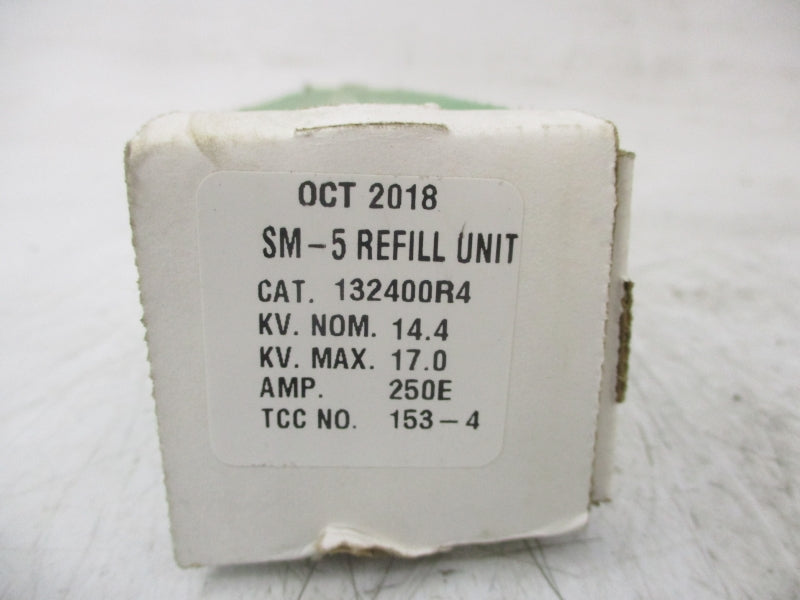 OCT 2018
SM-5 REFILL UNIT
CAT. 132400R4
KV. NOM. 14.4
KV. MAX. 17.0
AMP. 250E
TCC NO. 153-4